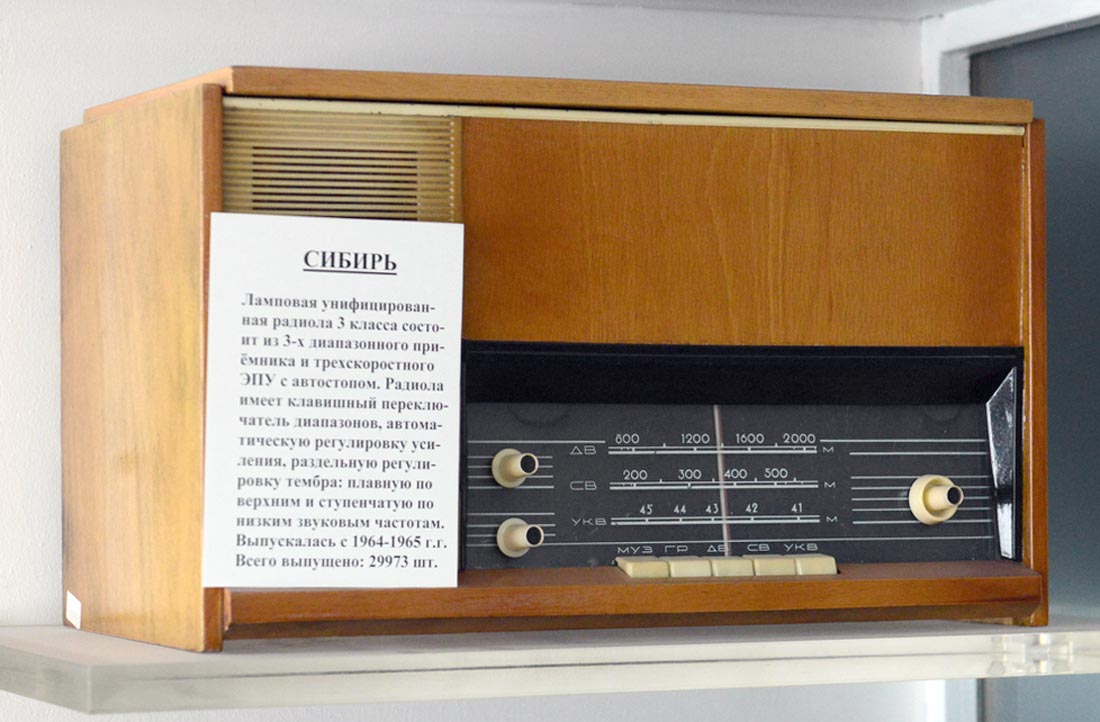 СИБИРЬ
Ламповая унифицирован-
ная радиола 3 класса состо-
ит из 3-х диапазонного при-
ёмника и трехскоростного
ЭПУ с автостопом. Радиола
имеет клавишный переклю-
чатель диапазонов, автома-
тическую регулировку уси-
ления, раздельную регули-
ровку тембра: плавную по
верхним и ступенчатую по
низким звуковым частотам.
Выпускалась с 1964-1965 г.г.
Всего выпущено: 29973 шт.
ДВ 800 1200 1600 2000 М
СВ 200 300 400 500 М
УКВ 45 44 43 42 41 М
МУЗ ГР ДВ СВ УКВ